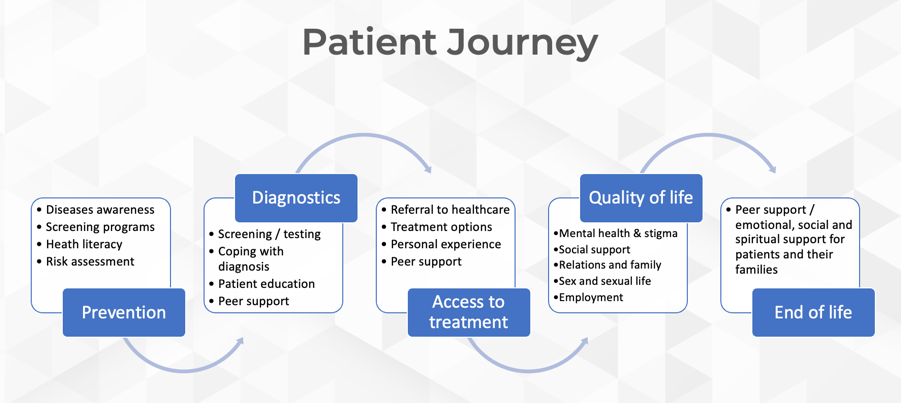 Patient Journey
• Diseases awareness
• Screening programs
• Heath literacy
• Risk assessment
Prevention
Diagnostics
• Screening / testing
• Coping with
diagnosis
• Patient education
• Peer support
• Referral to healthcare
• Treatment options
• Personal experience
• Peer support
Access to
treatment
Quality of life
•Mental health & stigma
•Social support
•Relations and family
•Sex and sexual life
•Employment
• Peer support /
emotional, social and
spiritual support for
patients and their
families
End of life